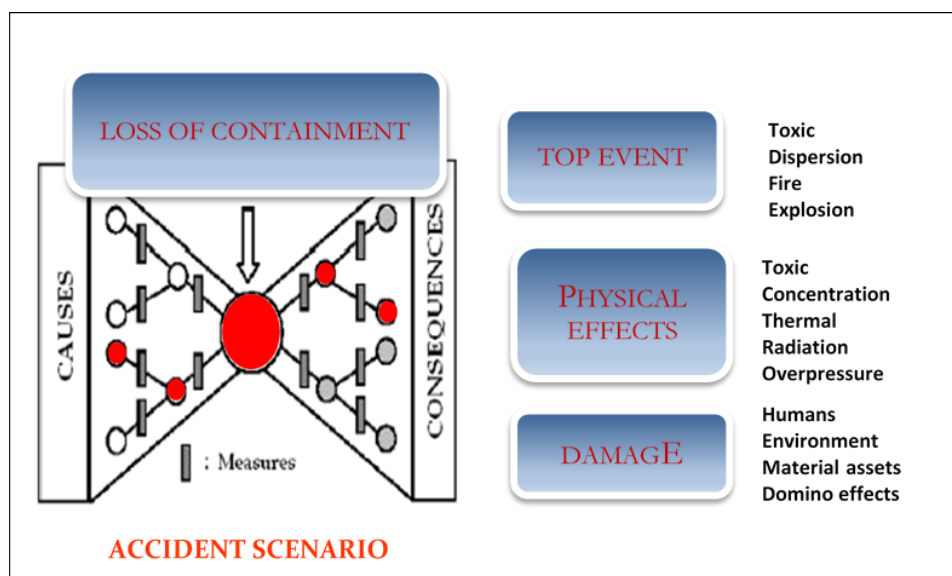 LOSS OF CONTAINMENT
CAUSES
CONSEQUENCES
: Measures
ACCIDENT SCENARIO
TOP EVENT
Toxic
Dispersion
Fire
Explosion
PHYSICAL
EFFECTS
Toxic
Concentration
Thermal
Radiation
Overpressure
DAMAGE
Humans
Environment
Material assets
Domino effects